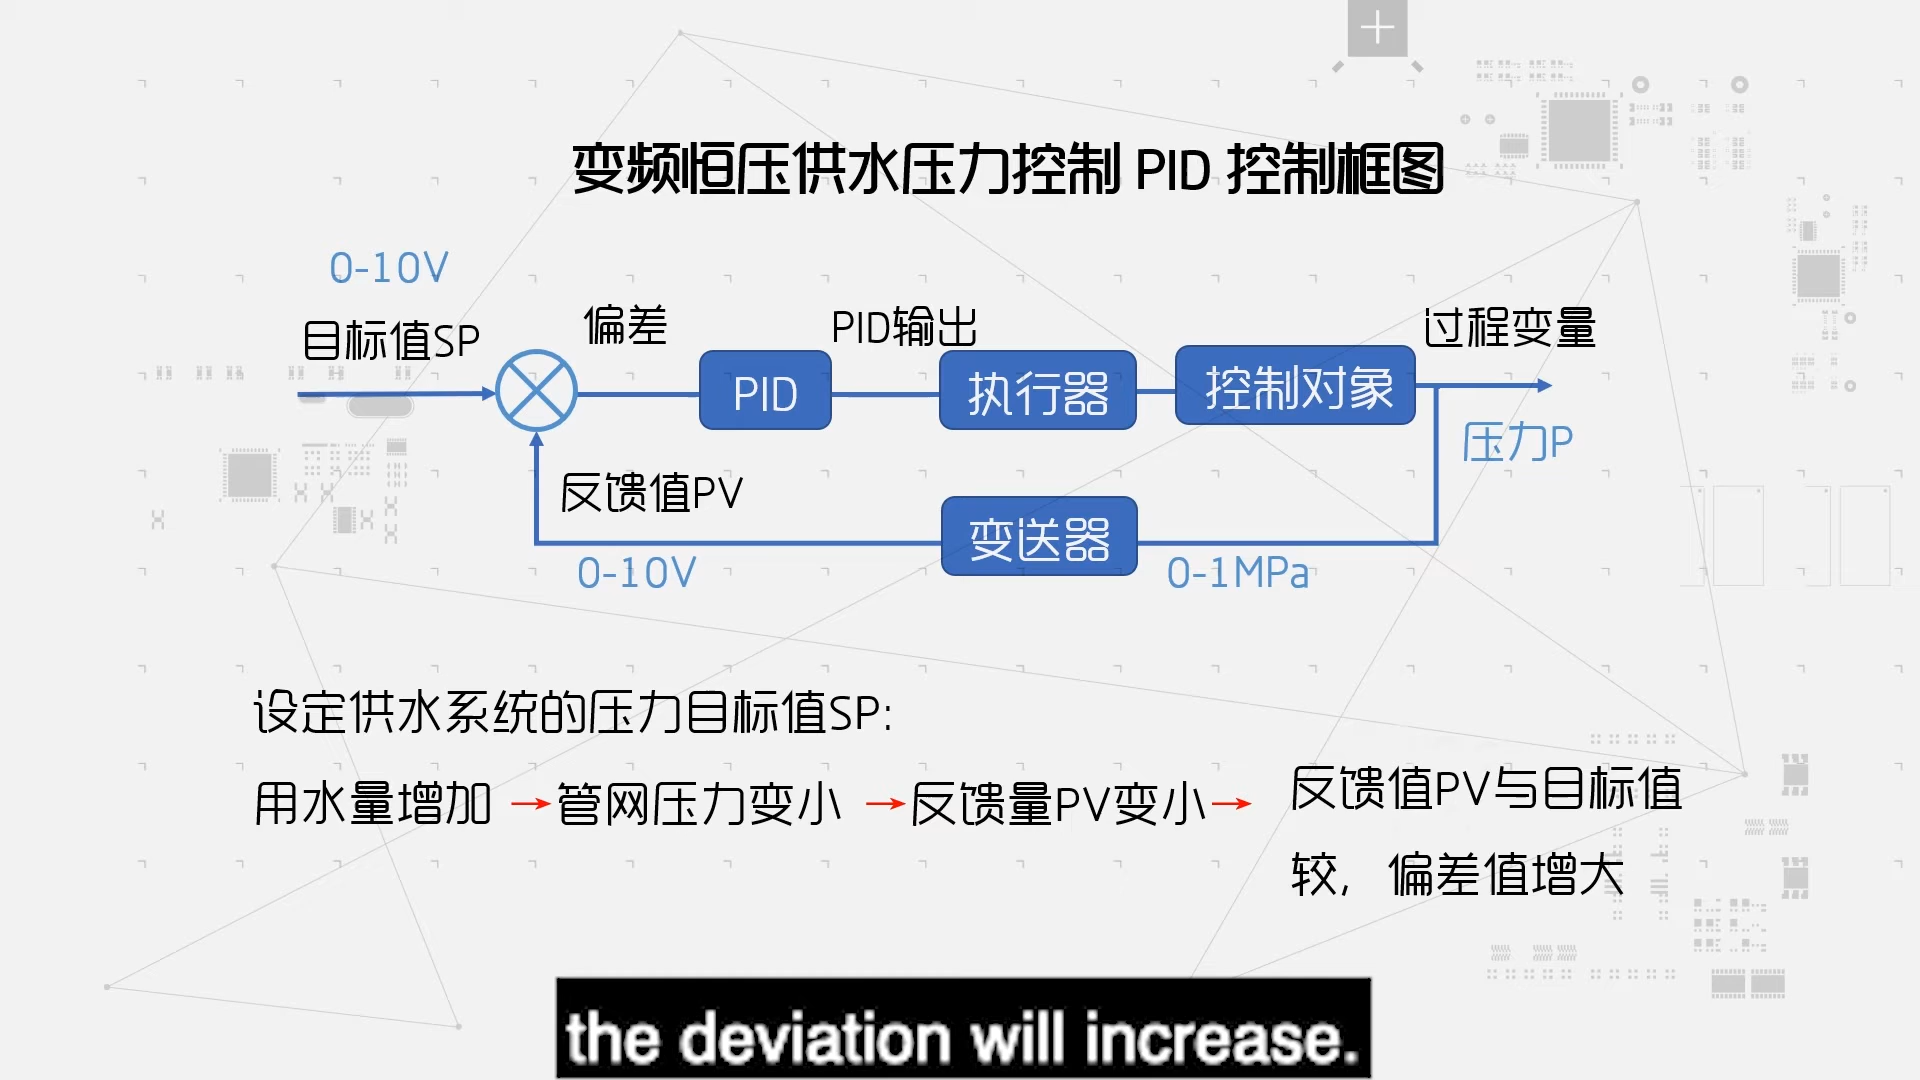 变频恒压供水压力控制 PID 控制框图
0-10V
目标值SP
偏差
PID输出
过程变量
PID
执行器
控制对象
压力P
反馈值PV
变送器
0-10V
0-1MPa
设定供水系统的压力目标值SP:
用水量增加 →管网压力变小 →反馈量PV变小→ 反馈值PV与目标值
较, 偏差值增大
the deviation will increase.